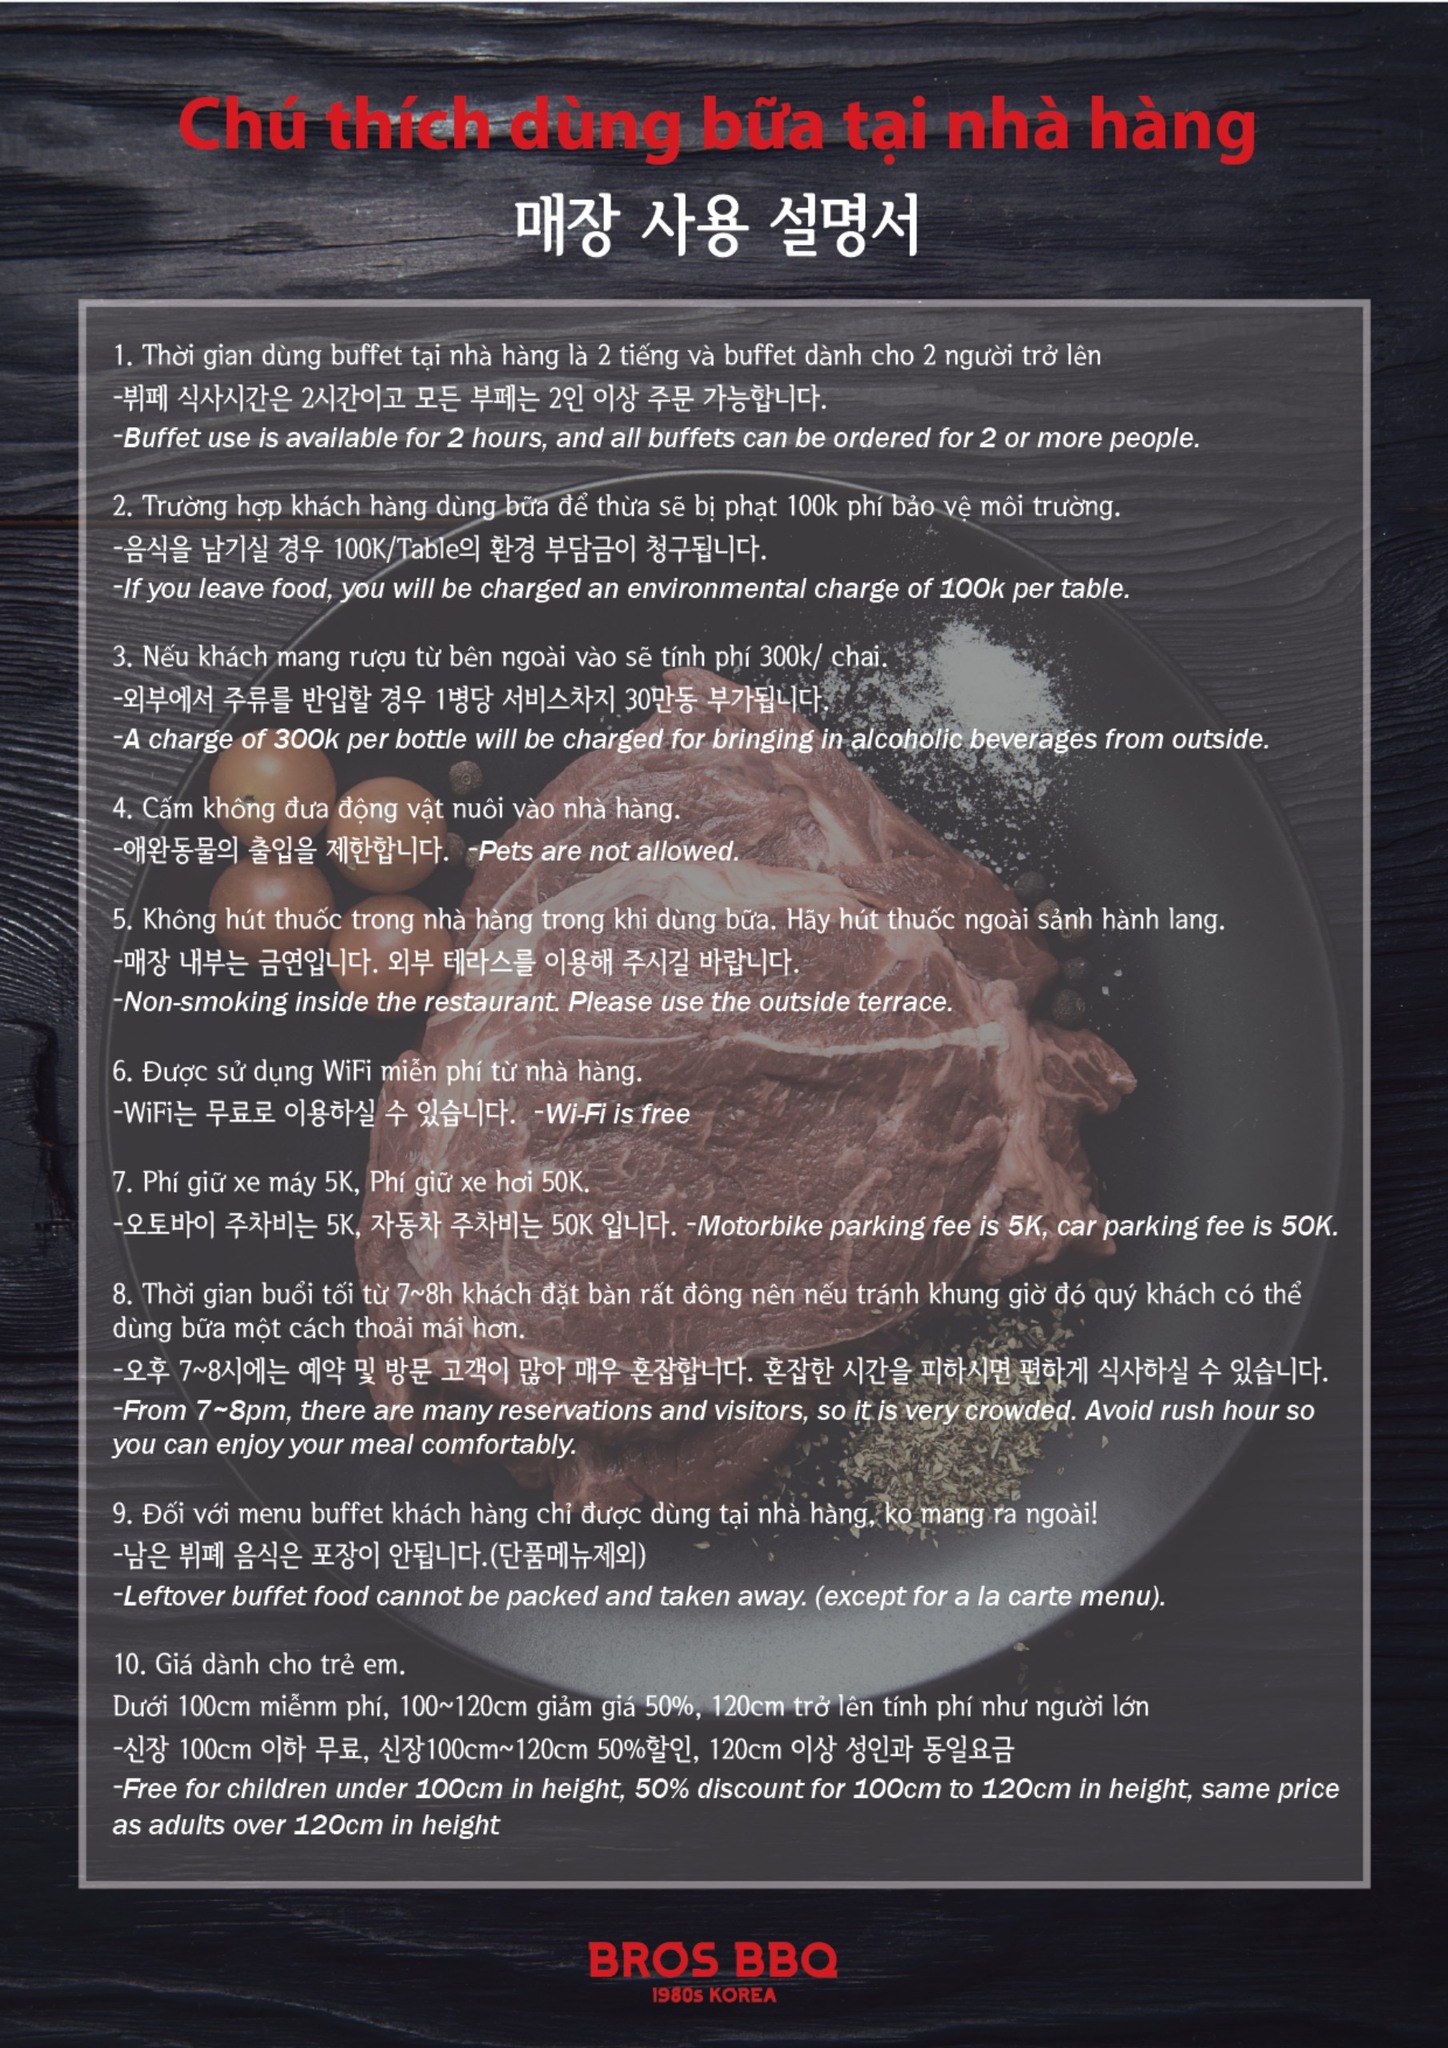 Chú thích dùng bữa tại nhà hàng
매장 사용 설명서
1. Thời gian dùng buffet tại nhà hàng là 2 tiếng và buffet dành cho 2 người trở lên
-뷔페 식사시간은 2시간이고 모든 부페는 2인 이상 주문 가능합니다.
-Buffet use is available for 2 hours, and all buffets can be ordered for 2 or more people.
2. Trường hợp khách hàng dùng bữa để thừa sẽ bị phạt 100k phí bảo vệ môi trường.
-음식을 남기실 경우 100K/Table의 환경 부담금이 청구됩니다.
-If you leave food, you will be charged an environmental charge of 100k per table.
3. Nếu khách mang rượu từ bên ngoài vào sẽ tính phí 300k/ chai.
-외부에서 주류를 반입할 경우 1병당 서비스차지 30만동 부가됩니다.
-A charge of 300k per bottle will be charged for bringing in alcoholic beverages from outside.
4. Cấm không đưa động vật nuôi vào nhà hàng.
-애완동물의 출입을 제한합니다. -Pets are not allowed.
5. Không hút thuốc trong nhà hàng trong khi dùng bữa. Hãy hút thuốc ngoài sảnh hành lang.
-매장 내부는 금연입니다. 외부 테라스를 이용해 주시길 바랍니다.
-Non-smoking inside the restaurant. Please use the outside terrace.
6. Được sử dụng WiFi miễn phí từ nhà hàng.
-WiFi는 무료로 이용하실 수 있습니다. -Wi-Fi is free
7. Phí giữ xe máy 5K, Phí giữ xe hơi 50K.
-오토바이 주차비는 5K, 자동차 주차비는 50K 입니다. -Motorbike parking fee is 5K, car parking fee is 50K.
8. Thời gian buổi tối từ 7~8h khách đặt bàn rất đông nên nếu tránh khung giờ đó quý khách có thể
dùng bữa một cách thoải mái hơn.
-오후 7~8시에는 예약 및 방문 고객이 많아 매우 혼잡합니다. 혼잡한 시간을 피하시면 편하게 식사하실 수 있습니다.
-From 7~8pm, there are many reservations and visitors, so it is very crowded. Avoid rush hour so
you can enjoy your meal comfortably.
9. Đối với menu buffet khách hàng chỉ được dùng tại nhà hàng, ko mang ra ngoài!
-남은 뷔폐 음식은 포장이 안됩니다.(단품메뉴제외)
-Leftover buffet food cannot be packed and taken away. (except for a la carte menu).
10. Giá dành cho trẻ em.
Dưới 100cm miễnm phí, 100~120cm giảm giá 50%, 120cm trở lên tính phí như người lớn
-신장 100cm 이하 무료, 신장100cm~120cm 50%할인, 120cm 이상 성인과 동일요금
-Free for children under 100cm in height, 50% discount for 100cm to 120cm in height, same price
as adults over 120cm in height
BROS BBQ
1980s KOREA